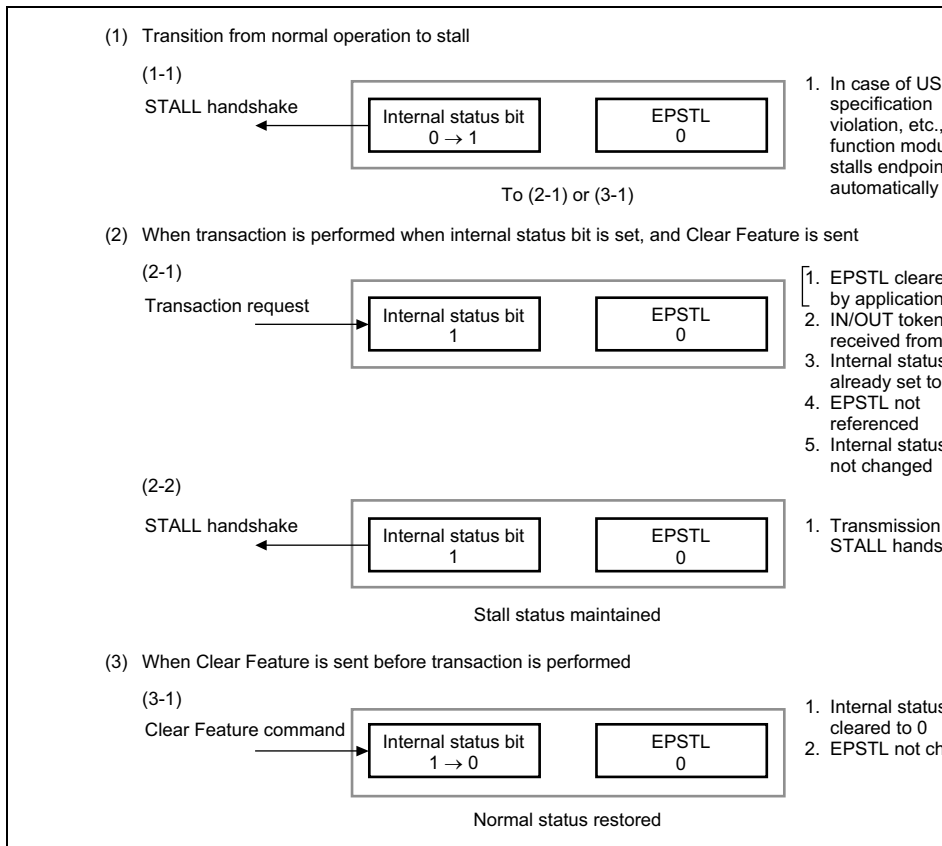 (1) Transition from normal operation to stall
(1-1)
STALL handshake
Internal status bit
0 → 1
EPSTL
0
To (2-1) or (3-1)
1. In case of US
specification
violation, etc.,
function modu
stalls endpoin
automatically
(2) When transaction is performed when internal status bit is set, and Clear Feature is sent
(2-1)
Transaction request
Internal status bit
1
EPSTL
0
1. EPSTL cleare
by application
2. IN/OUT token
received from
3. Internal status
already set to
4. EPSTL not
referenced
5. Internal status
not changed
(2-2)
STALL handshake
Internal status bit
1
EPSTL
0
1. Transmission
STALL hands
Stall status maintained
(3) When Clear Feature is sent before transaction is performed
(3-1)
Clear Feature command
Internal status bit
1 → 0
EPSTL
0
1. Internal status
cleared to 0
2. EPSTL not ch
Normal status restored